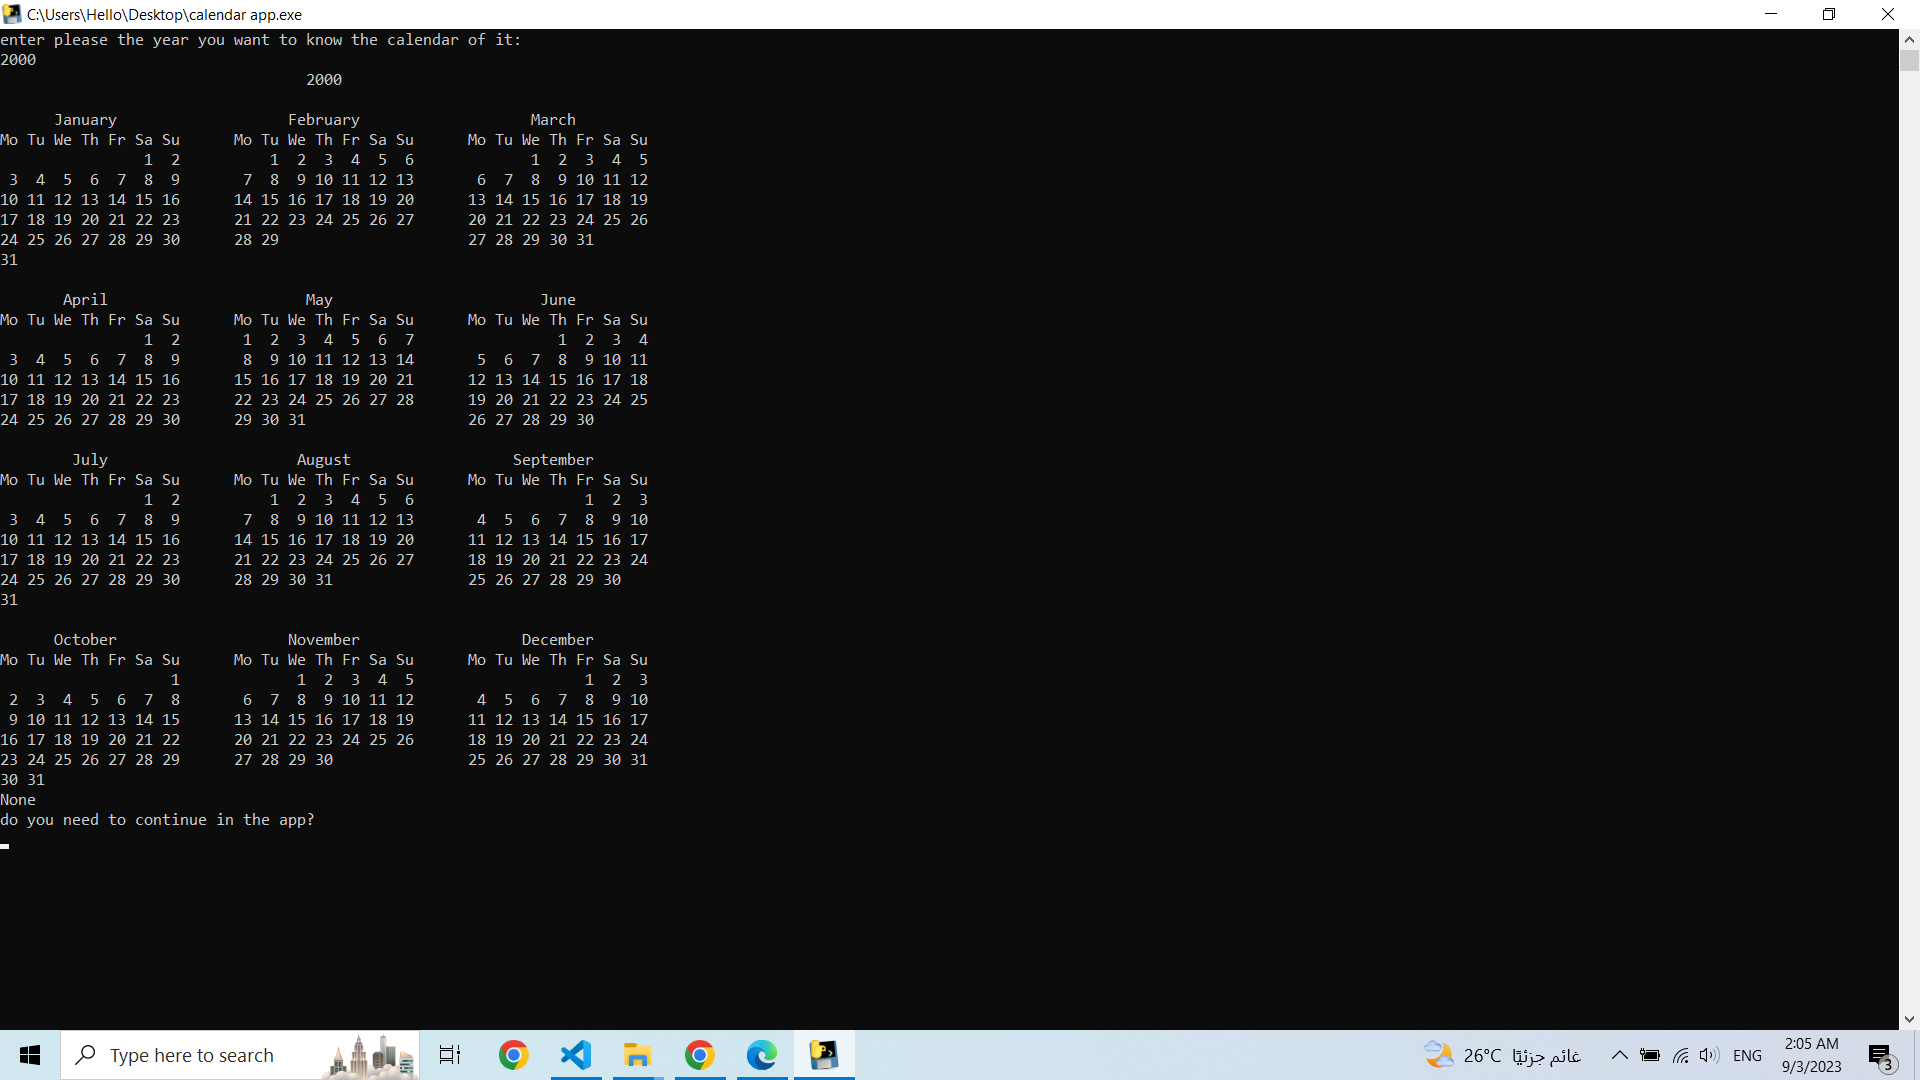 C:\Users\Hello\Desktop\calendar app.exe
enter please the year you want to know the calendar of it:
2000
                                  2000

      January                   February                   March
Mo Tu We Th Fr Sa Su      Mo Tu We Th Fr Sa Su      Mo Tu We Th Fr Sa Su
                1  2          1  2  3  4  5  6             1  2  3  4  5
 3  4  5  6  7  8  9       7  8  9 10 11 12 13       6  7  8  9 10 11 12
10 11 12 13 14 15 16      14 15 16 17 18 19 20      13 14 15 16 17 18 19
17 18 19 20 21 22 23      21 22 23 24 25 26 27      20 21 22 23 24 25 26
24 25 26 27 28 29 30      28 29                     27 28 29 30 31
31

       April                      May                       June
Mo Tu We Th Fr Sa Su      Mo Tu We Th Fr Sa Su      Mo Tu We Th Fr Sa Su
                1  2       1  2  3  4  5  6  7                1  2  3  4
 3  4  5  6  7  8  9       8  9 10 11 12 13 14       5  6  7  8  9 10 11
10 11 12 13 14 15 16      15 16 17 18 19 20 21      12 13 14 15 16 17 18
17 18 19 20 21 22 23      22 23 24 25 26 27 28      19 20 21 22 23 24 25
24 25 26 27 28 29 30      29 30 31                  26 27 28 29 30

        July                     August                  September
Mo Tu We Th Fr Sa Su      Mo Tu We Th Fr Sa Su      Mo Tu We Th Fr Sa Su
                1  2          1  2  3  4  5  6                   1  2  3
 3  4  5  6  7  8  9       7  8  9 10 11 12 13       4  5  6  7  8  9 10
10 11 12 13 14 15 16      14 15 16 17 18 19 20      11 12 13 14 15 16 17
17 18 19 20 21 22 23      21 22 23 24 25 26 27      18 19 20 21 22 23 24
24 25 26 27 28 29 30      28 29 30 31               25 26 27 28 29 30
31

      October                   November                  December
Mo Tu We Th Fr Sa Su      Mo Tu We Th Fr Sa Su      Mo Tu We Th Fr Sa Su
                   1             1  2  3  4  5                   1  2  3
 2  3  4  5  6  7  8       6  7  8  9 10 11 12       4  5  6  7  8  9 10
 9 10 11 12 13 14 15      13 14 15 16 17 18 19      11 12 13 14 15 16 17
16 17 18 19 20 21 22      20 21 22 23 24 25 26      18 19 20 21 22 23 24
23 24 25 26 27 28 29      27 28 29 30               25 26 27 28 29 30 31
30 31
None
do you need to continue in the app?
Type here to search
26°C غائم جزئيًا
ENG
2:05 AM
9/3/2023
3